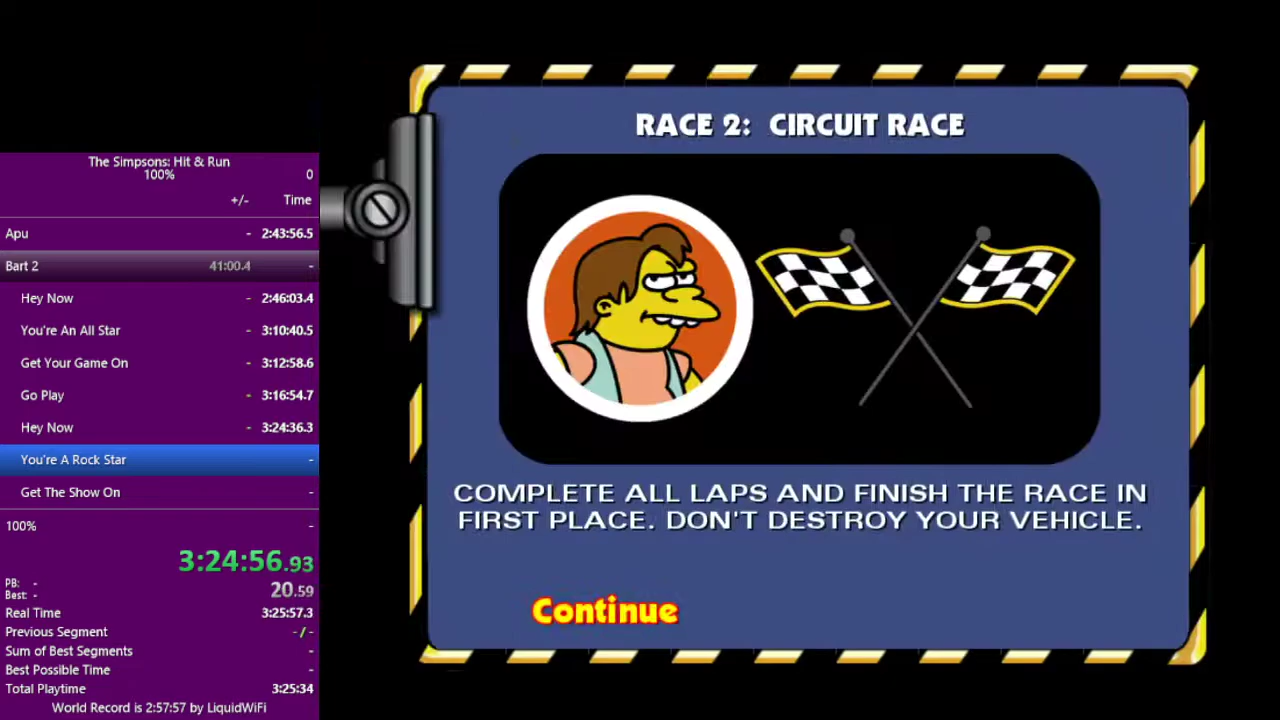 The Simpsons: Hit & Run
100% 0
+/- Time
Apu - 2:43:56.5
Bart 2 41:00.4 -
Hey Now - 2:46:03.4
You're An All Star - 3:10:40.5
Get Your Game On - 3:12:58.6
Go Play - 3:16:54.7
Hey Now - 3:24:36.3
You're A Rock Star -
Get The Show On -
100% -
3:24:56.93
PB: -
Best: - 20.59
Real Time 3:25:57.3
Previous Segment - / -
Sum of Best Segments -
Best Possible Time -
Total Playtime 3:25:34
World Record is 2:57:57 by LiquidWiFi
RACE 2: CIRCUIT RACE
COMPLETE ALL LAPS AND FINISH THE RACE IN
FIRST PLACE. DON'T DESTROY YOUR VEHICLE.
Continue